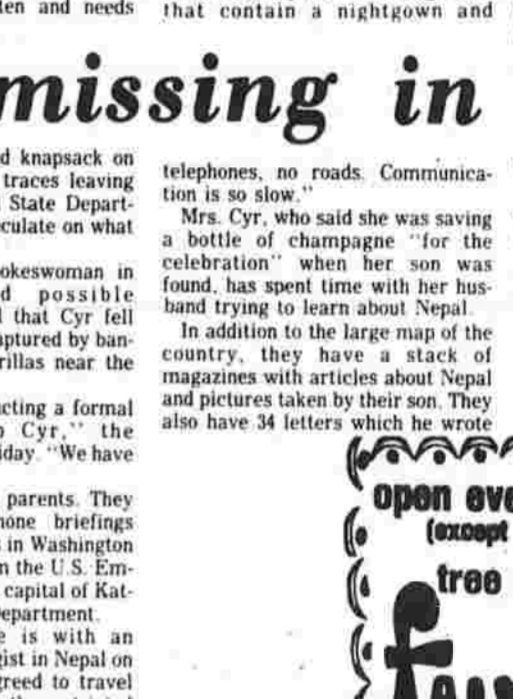 and needs
that contain a nightgown and
missing in
knapsack on
traces leaving
State Depart-
culate on what
okeswoman in
d possible
that Cyr fell
aptured by ban-
rillas near the
cting a formal
Cyr," the
iday. "We have
parents. They
hone briefings
in Washington
n the U.S. Em-
capital of Kat-
epartment.
e is with an
gist in Nepal on
greed to travel
telephones, no roads. Communica-
tion is so slow."
Mrs. Cyr, who said she was saving
a bottle of champagne "for the
celebration" when her son was
found, has spent time with her hus-
band trying to learn about Nepal.
In addition to the large map of the
country, they have a stack of
magazines with articles about Nepal
and pictures taken by their son. They
also have 34 letters which he wrote
open eve
(except
tree